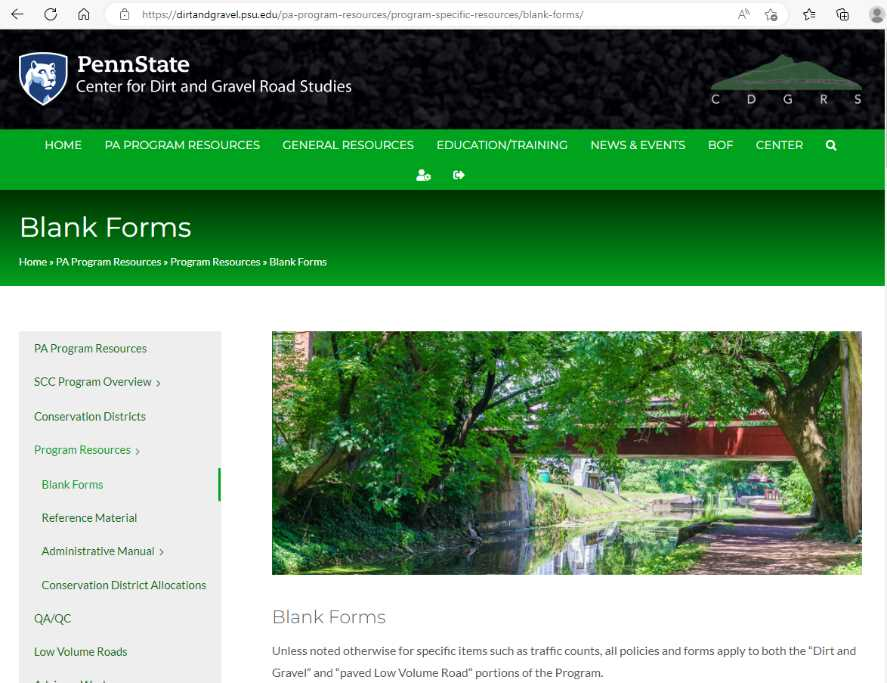 https://dirtandgravel.psu.edu/pa-program-resources/program-specific-resources/blank-forms/
PennState
Center for Dirt and Gravel Road Studies
C D G R S
HOME PA PROGRAM RESOURCES GENERAL RESOURCES EDUCATION/TRAINING NEWS & EVENTS BOF CENTER
Blank Forms
Home » PA Program Resources » Program Resources » Blank Forms
PA Program Resources
SCC Program Overview ›
Conservation Districts
Program Resources ›
Blank Forms
Reference Material
Administrative Manual ›
Conservation District Allocations
QA/QC
Low Volume Roads
Blank Forms
Unless noted otherwise for specific items such as traffic counts, all policies and forms apply to both the “Dirt and
Gravel” and “paved Low Volume Road” portions of the Program.